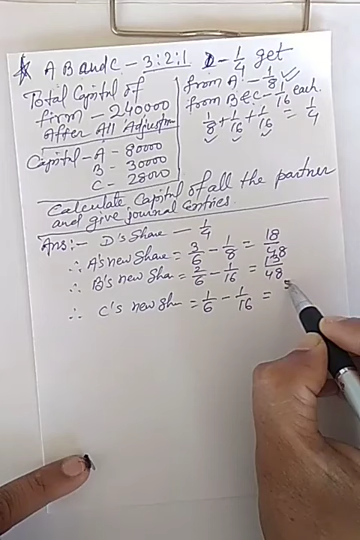 A B and C - 3:2:1 D - 1/4 get
from A - 1/8 ✓
from B & C - 1/16 each.
1/8 + 1/16 + 1/16 = 1/4
Total Capital of
firm - 240000
After All Adjustm
Capital - A - 80000
B - 30000
C - 28000
Calculate Capital of all the partner
and give journal entries.
Ans:- D's Share - 1/4
∴ A's new Share = 3/6 - 1/8 = 18/48
∴ B's new Sha = 2/6 - 1/16 = 13/48
∴ C's new Sha = 1/6 - 1/16 = 5